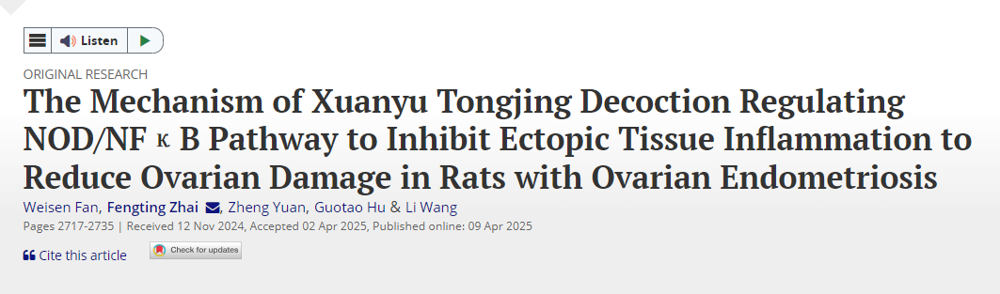 Listen
ORIGINAL RESEARCH
The Mechanism of Xuanyu Tongjing Decoction Regulating
NOD/NF κ B Pathway to Inhibit Ectopic Tissue Inflammation to
Reduce Ovarian Damage in Rats with Ovarian Endometriosis
Weisen Fan, Fengting Zhai , Zheng Yuan, Guotao Hu & Li Wang
Pages 2717-2735 | Received 12 Nov 2024, Accepted 02 Apr 2025, Published online: 09 Apr 2025
Cite this article Check for updates